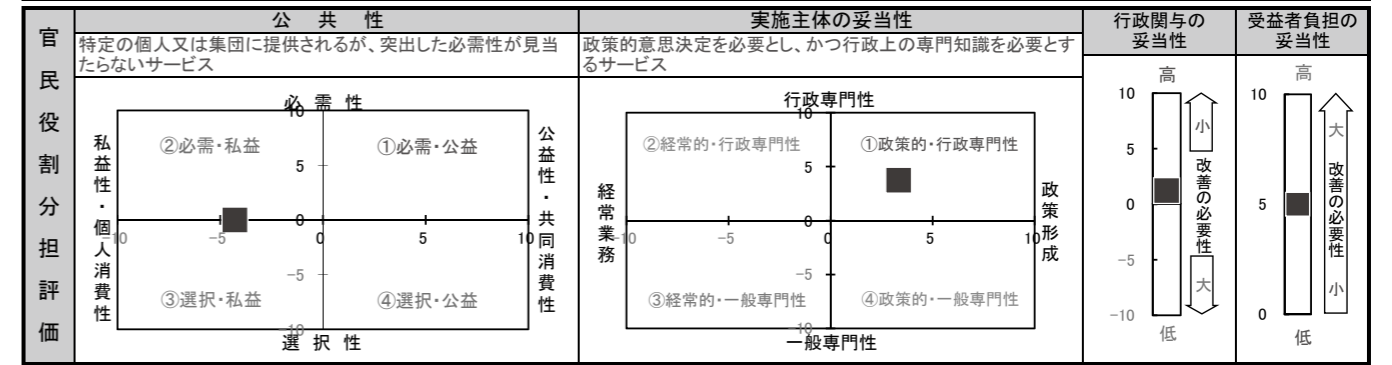 官民役割分担評価
公 共 性
特定の個人又は集団に提供されるが、突出した必需性が見当
たらないサービス
必 需 性
10
②必需・私益
①必需・公益
5
私益性・個人消費性
公益性・共同消費性
-10
-5
0
0
5
10
-5
③選択・私益
④選択・公益
-10
選 択 性
実施主体の妥当性
政策的意思決定を必要とし、かつ行政上の専門知識を必要とす
るサービス
行政専門性
10
②経常的・行政専門性
①政策的・行政専門性
5
経常業務
政策形成
-10
-5
0
0
5
10
-5
③経常的・一般専門性
④政策的・一般専門性
-10
一般専門性
行政関与の
妥当性
高
10
5
0
-5
-10
小
改善の必要性
大
低
受益者負担の
妥当性
高
10
5
0
大
改善の必要性
小
低